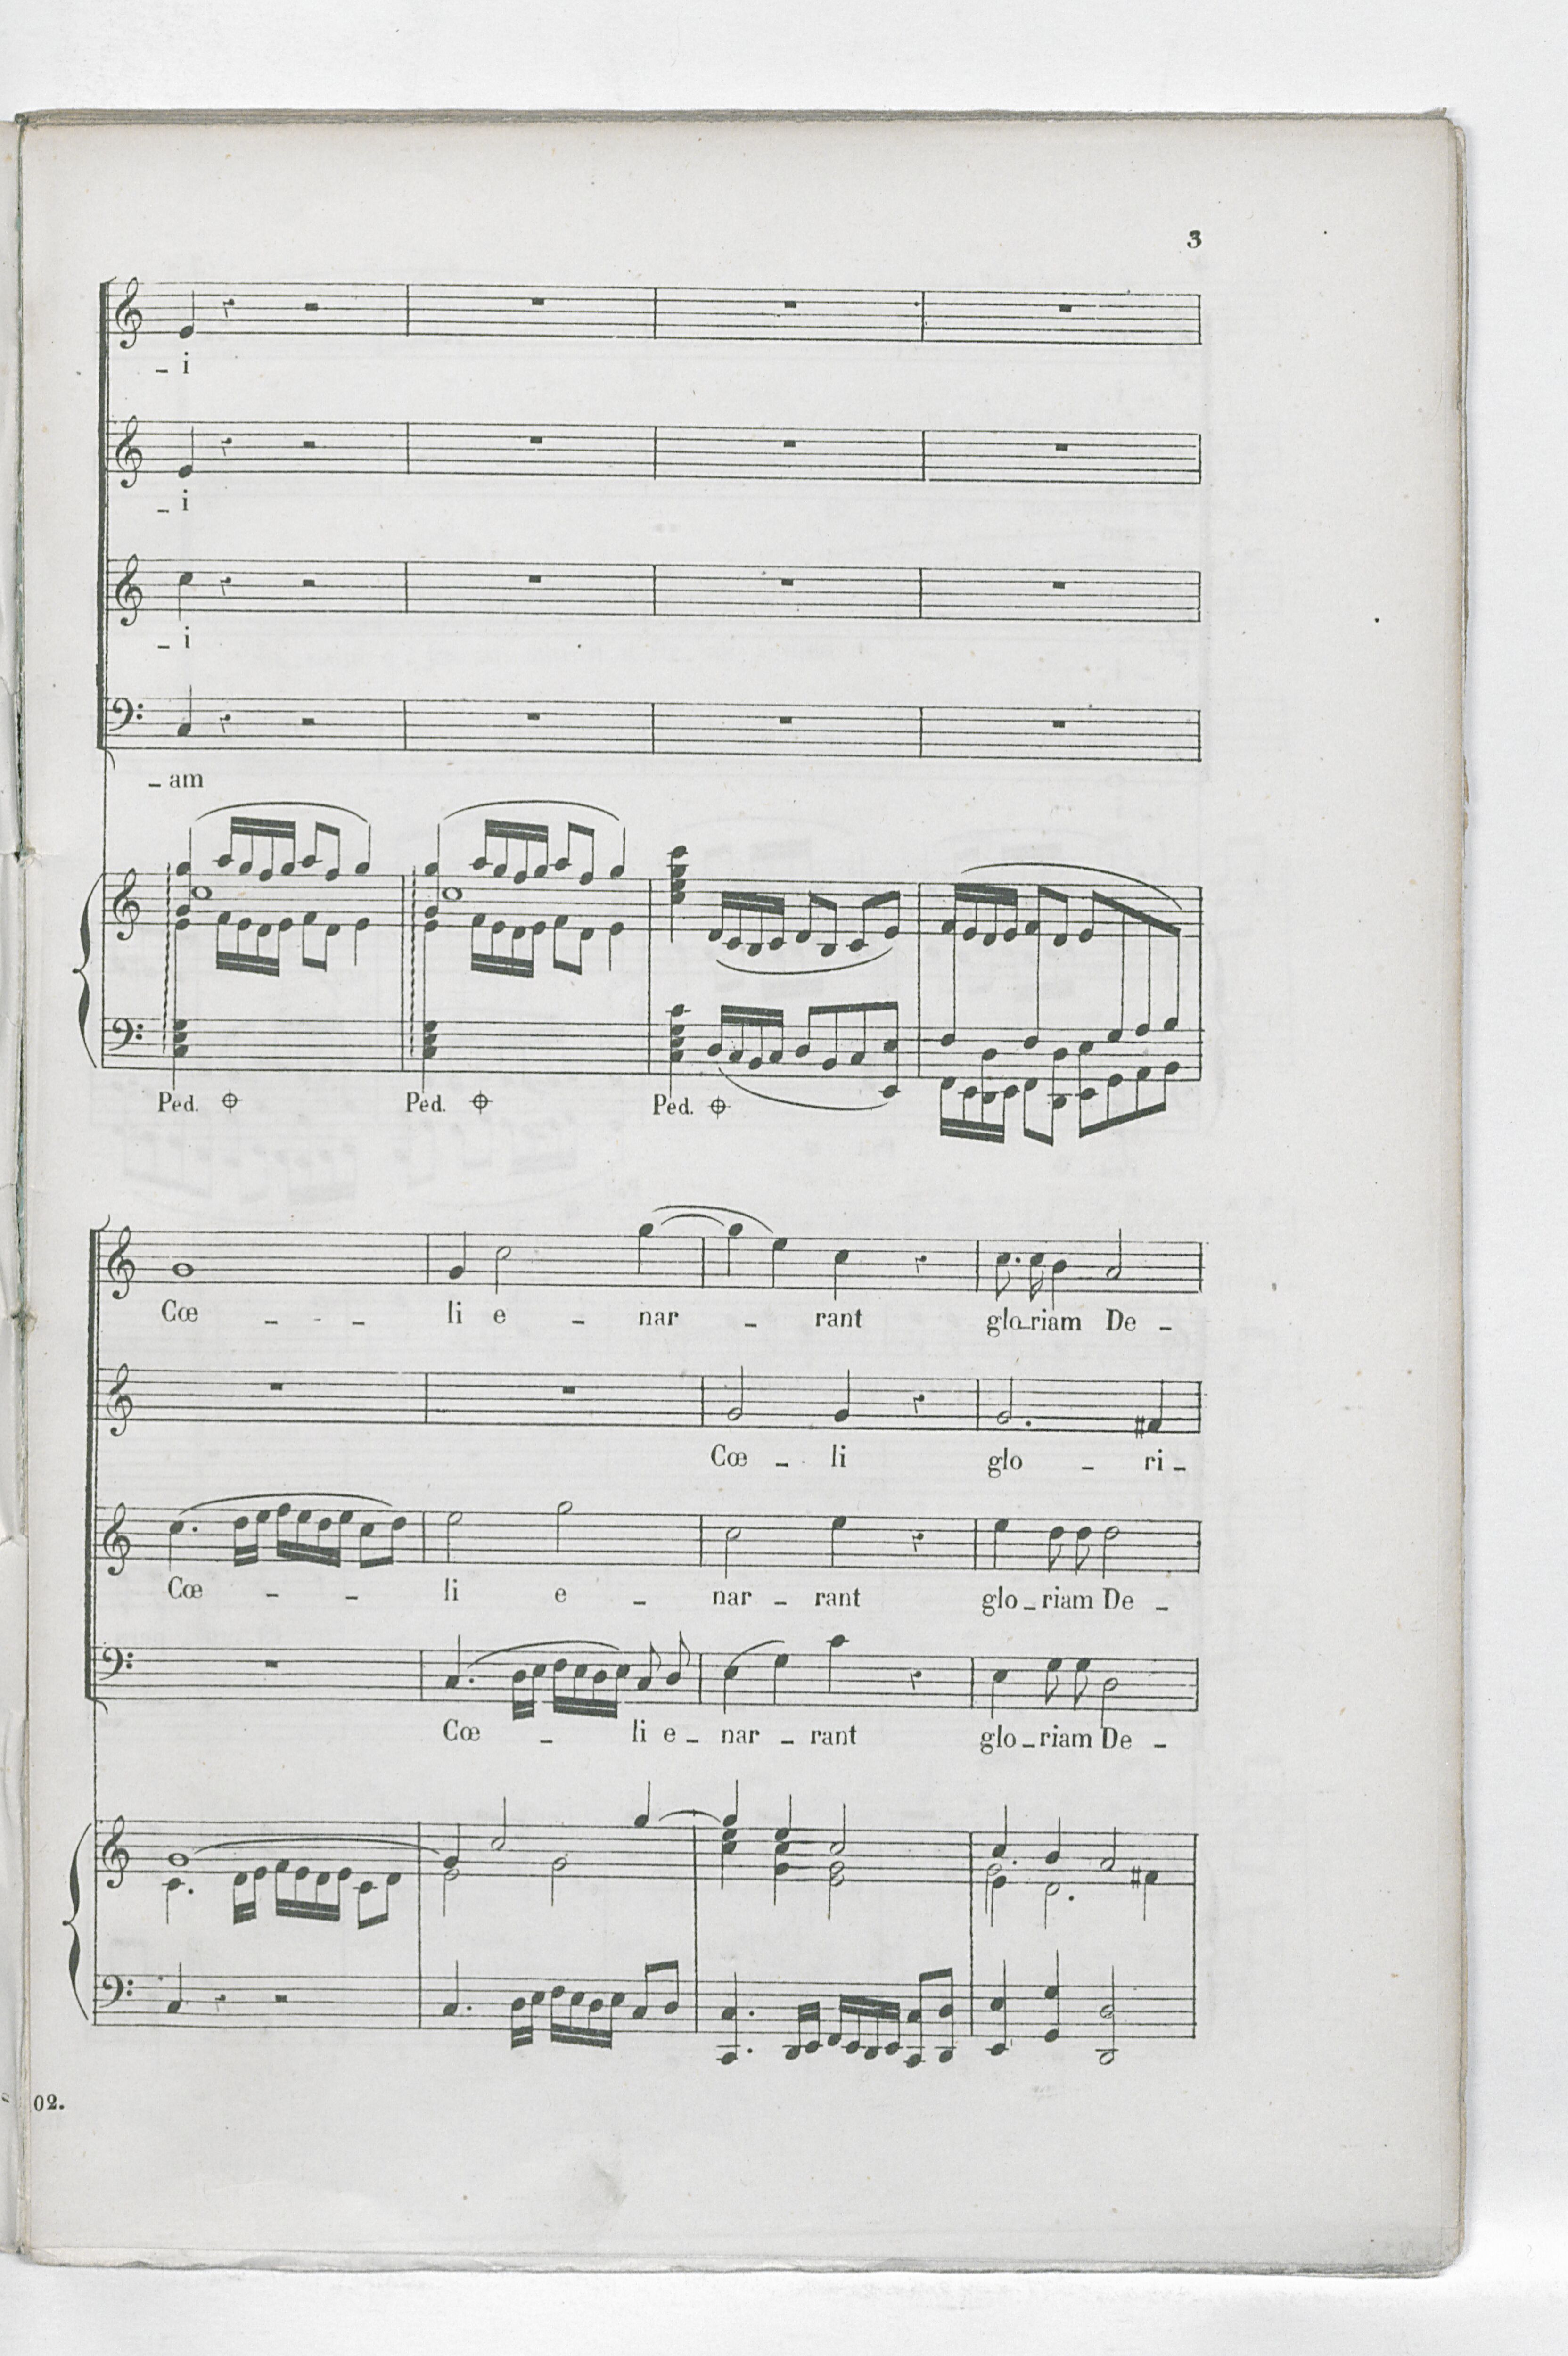 3
_ i
_ i
_ i
_ am
Ped. Ped. Ped.
Cœ _ - _ li e _ nar _ rant glo_riam De _
Cœ _ li glo _ ri _
Cœ _ _ li e _ nar _ rant glo _ riam De _
Cœ _ li e _ nar _ rant glo _ riam De _
02.